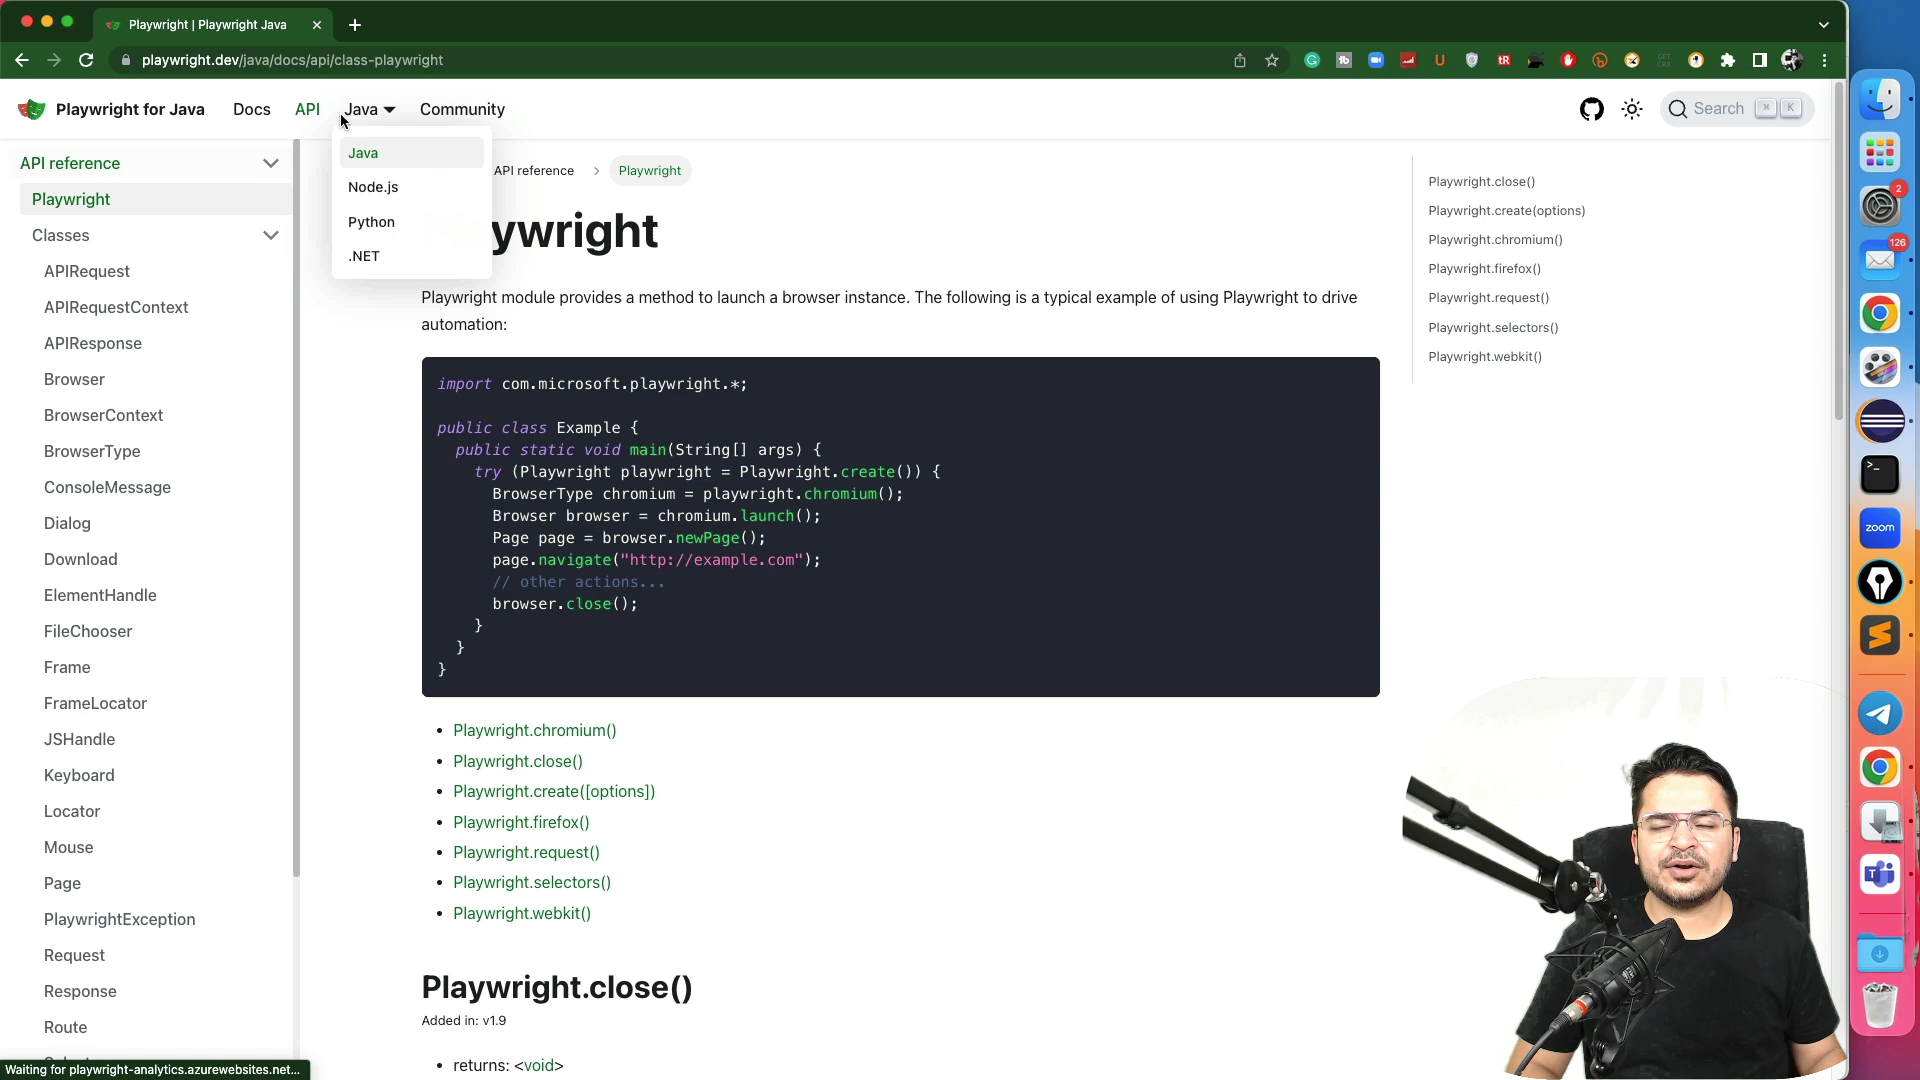 Playwright | Playwright Java
playwright.dev/java/docs/api/class-playwright
Playwright for Java
Docs
API
Java
Community
Search
K
API reference
Playwright
Classes
APIRequest
APIRequestContext
APIResponse
Browser
BrowserContext
BrowserType
ConsoleMessage
Dialog
Download
ElementHandle
FileChooser
Frame
FrameLocator
JSHandle
Keyboard
Locator
Mouse
Page
PlaywrightException
Request
Response
Route
Java
Node.js
Python
.NET
API reference
Playwright
ywright
Playwright module provides a method to launch a browser instance. The following is a typical example of using Playwright to drive
automation:
import com.microsoft.playwright.*;
public class Example {
public static void main(String[] args) {
try (Playwright playwright = Playwright.create()) {
BrowserType chromium = playwright.chromium();
Browser browser = chromium.launch();
Page page = browser.newPage();
page.navigate("http://example.com");
// other actions...
browser.close();
}
}
}
Playwright.chromium()
Playwright.close()
Playwright.create([options])
Playwright.firefox()
Playwright.request()
Playwright.selectors()
Playwright.webkit()
Playwright.close()
Added in: v1.9
returns: <void>
Playwright.close()
Playwright.create(options)
Playwright.chromium()
Playwright.firefox()
Playwright.request()
Playwright.selectors()
Playwright.webkit()
2
126
zoom
Waiting for playwright-analytics.azurewebsites.net...